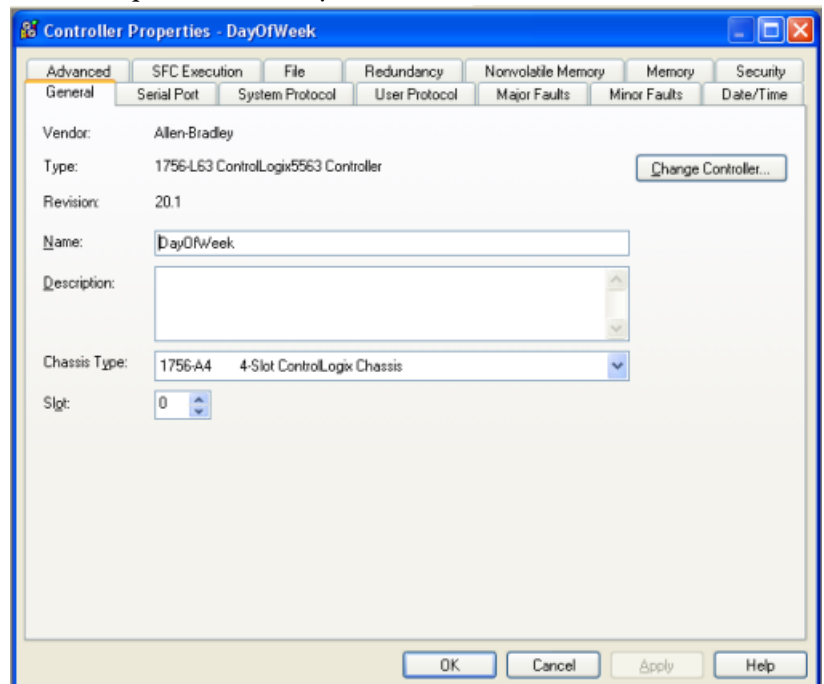 Controller Properties - DayOfWeek
Advanced SFC Execution File Redundancy Nonvolatile Memory Memory Security
General Serial Port System Protocol User Protocol Major Faults Minor Faults Date/Time
Vendor: Allen-Bradley
Type: 1756-L63 ControlLogix5563 Controller Change Controller...
Revision: 20.1
Name: DayOfWeek
Description:
Chassis Type: 1756-A4 4-Slot ControlLogix Chassis
Slot: 0
OK Cancel Apply Help